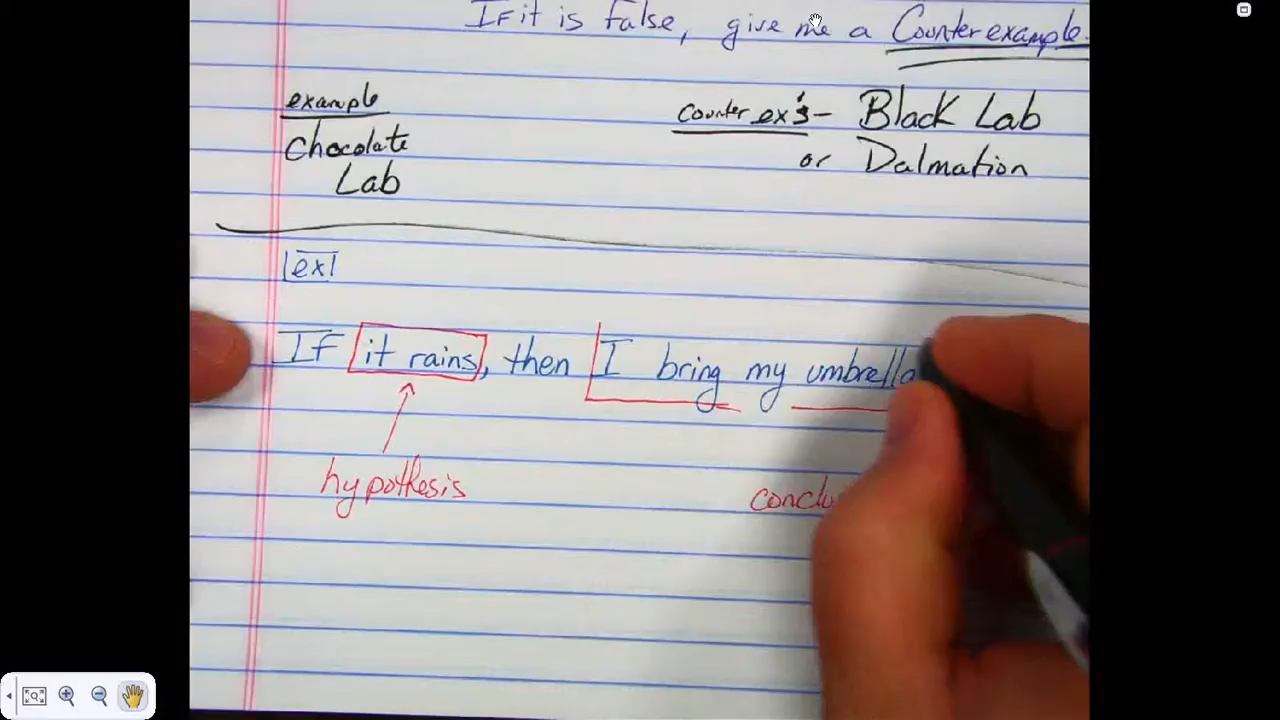 If it is false, give me a Counterexample.
example
Chocolate
Lab
Counter ex's - Black Lab
or Dalmation
ex
If it rains, then I bring my umbrella
hypothesis